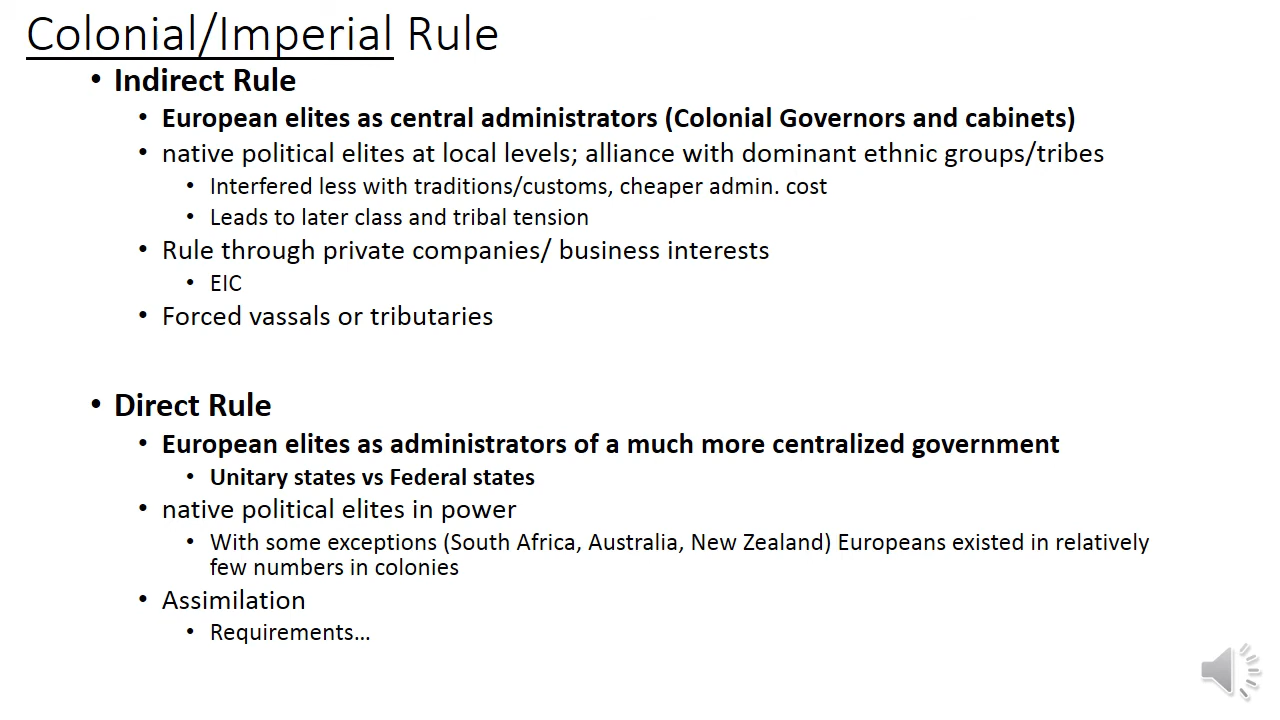 Colonial/Imperial Rule
• Indirect Rule
• European elites as central administrators (Colonial Governors and cabinets)
• native political elites at local levels; alliance with dominant ethnic groups/tribes
• Interfered less with traditions/customs, cheaper admin. cost
• Leads to later class and tribal tension
• Rule through private companies/ business interests
• EIC
• Forced vassals or tributaries
• Direct Rule
• European elites as administrators of a much more centralized government
• Unitary states vs Federal states
• native political elites in power
• With some exceptions (South Africa, Australia, New Zealand) Europeans existed in relatively
few numbers in colonies
• Assimilation
• Requirements…